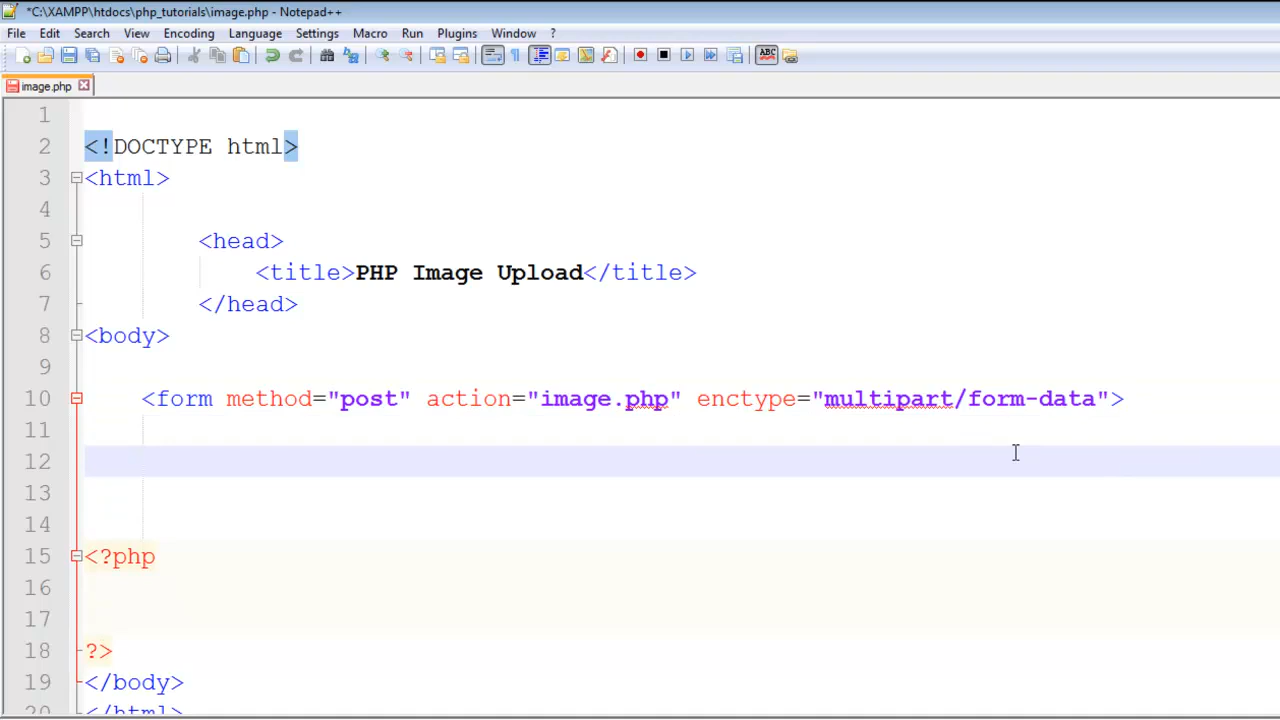 *C:\XAMPP\htdocs\php_tutorials\image.php - Notepad++
File Edit Search View Encoding Language Settings Macro Run Plugins Window ?
ABC
image.php
1
2 <!DOCTYPE html>
3 <html>
4
5 <head>
6 <title>PHP Image Upload</title>
7 </head>
8 <body>
9
10 <form method="post" action="image.php" enctype="multipart/form-data">
11
12
13
14
15 <?php
16
17
18 ?>
19 </body>
20 </html>